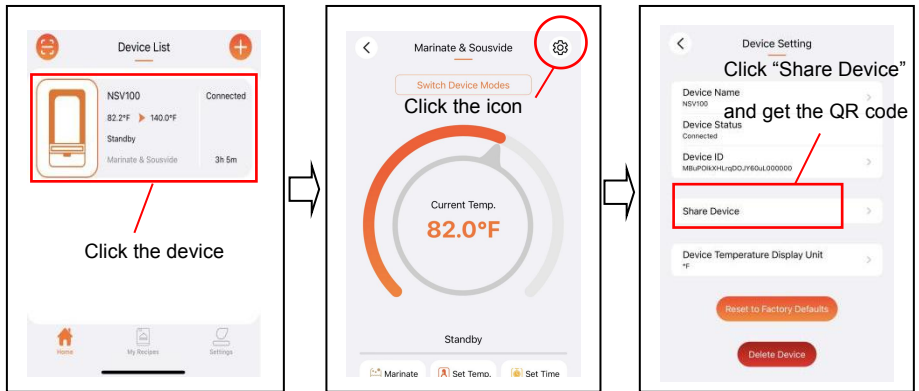 Device List
NSV100
Connected
82.2°F 140.0°F
Standby
Marinate & Sousvide
3h 5m
Click the device
Home
My Recipes
Settings
Marinate & Sousvide
Switch Device Modes
Click the icon
Current Temp.
82.0°F
Standby
Marinate
Set Temp.
Set Time
Device Setting
Click “Share Device”
and get the QR code
Device Name
NSV100
Device Status
Connected
Device ID
Share Device
Device Temperature Display Unit
°F
Reset to Factory Defaults
Delete Device